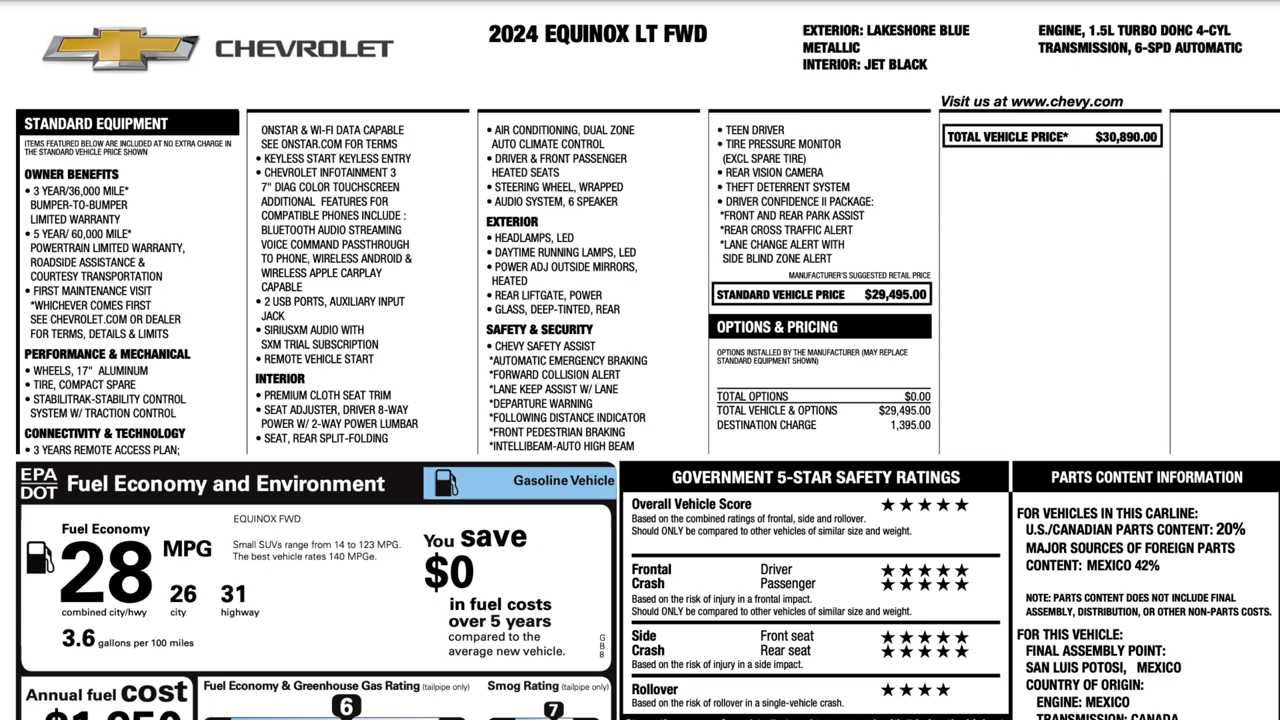 CHEVROLET
2024 EQUINOX LT FWD
EXTERIOR: LAKESHORE BLUE
METALLIC
INTERIOR: JET BLACK
ENGINE, 1.5L TURBO DOHC 4-CYL
TRANSMISSION, 6-SPD AUTOMATIC
Visit us at www.chevy.com
STANDARD EQUIPMENT
ITEMS FEATURED BELOW ARE INCLUDED AT NO EXTRA CHARGE IN
THE STANDARD VEHICLE PRICE SHOWN
OWNER BENEFITS
• 3 YEAR/36,000 MILE*
BUMPER-TO-BUMPER
LIMITED WARRANTY
• 5 YEAR/ 60,000 MILE*
POWERTRAIN LIMITED WARRANTY,
ROADSIDE ASSISTANCE &
COURTESY TRANSPORTATION
• FIRST MAINTENANCE VISIT
*WHICHEVER COMES FIRST
SEE CHEVROLET.COM OR DEALER
FOR TERMS, DETAILS & LIMITS
PERFORMANCE & MECHANICAL
• WHEELS, 17" ALUMINUM
• TIRE, COMPACT SPARE
• STABILITRAK-STABILITY CONTROL
SYSTEM W/ TRACTION CONTROL
CONNECTIVITY & TECHNOLOGY
• 3 YEARS REMOTE ACCESS PLAN;
ONSTAR & WI-FI DATA CAPABLE
SEE ONSTAR.COM FOR TERMS
• KEYLESS START KEYLESS ENTRY
• CHEVROLET INFOTAINMENT 3
7" DIAG COLOR TOUCHSCREEN
ADDITIONAL FEATURES FOR
COMPATIBLE PHONES INCLUDE :
BLUETOOTH AUDIO STREAMING
VOICE COMMAND PASSTHROUGH
TO PHONE, WIRELESS ANDROID &
WIRELESS APPLE CARPLAY
CAPABLE
• 2 USB PORTS, AUXILIARY INPUT
JACK
• SIRIUSXM AUDIO WITH
SXM TRIAL SUBSCRIPTION
• REMOTE VEHICLE START
INTERIOR
• PREMIUM CLOTH SEAT TRIM
• SEAT ADJUSTER, DRIVER 8-WAY
POWER W/ 2-WAY POWER LUMBAR
• SEAT, REAR SPLIT-FOLDING
• AIR CONDITIONING, DUAL ZONE
AUTO CLIMATE CONTROL
• DRIVER & FRONT PASSENGER
HEATED SEATS
• STEERING WHEEL, WRAPPED
• AUDIO SYSTEM, 6 SPEAKER
EXTERIOR
• HEADLAMPS, LED
• DAYTIME RUNNING LAMPS, LED
• POWER ADJ OUTSIDE MIRRORS,
HEATED
• REAR LIFTGATE, POWER
• GLASS, DEEP-TINTED, REAR
SAFETY & SECURITY
• CHEVY SAFETY ASSIST
*AUTOMATIC EMERGENCY BRAKING
*FORWARD COLLISION ALERT
*LANE KEEP ASSIST W/ LANE
*DEPARTURE WARNING
*FOLLOWING DISTANCE INDICATOR
*FRONT PEDESTRIAN BRAKING
*INTELLIBEAM-AUTO HIGH BEAM
• TEEN DRIVER
• TIRE PRESSURE MONITOR
(EXCL SPARE TIRE)
• REAR VISION CAMERA
• THEFT DETERRENT SYSTEM
• DRIVER CONFIDENCE II PACKAGE:
*FRONT AND REAR PARK ASSIST
*REAR CROSS TRAFFIC ALERT
*LANE CHANGE ALERT WITH
SIDE BLIND ZONE ALERT
MANUFACTURER'S SUGGESTED RETAIL PRICE
STANDARD VEHICLE PRICE $29,495.00
OPTIONS & PRICING
OPTIONS INSTALLED BY THE MANUFACTURER (MAY REPLACE
STANDARD EQUIPMENT SHOWN)
TOTAL OPTIONS $0.00
TOTAL VEHICLE & OPTIONS $29,495.00
DESTINATION CHARGE 1,395.00
TOTAL VEHICLE PRICE* $30,890.00
EPA
DOT
Fuel Economy and Environment
Gasoline Vehicle
Fuel Economy
28 MPG
combined city/hwy
26
city
31
highway
3.6 gallons per 100 miles
EQUINOX FWD
Small SUVs range from 14 to 123 MPG.
The best vehicle rates 140 MPGe.
You save
$0
in fuel costs
over 5 years
compared to the
average new vehicle.
G
B
8
Annual fuel cost
Fuel Economy & Greenhouse Gas Rating (tailpipe only)
6
Smog Rating (tailpipe only)
7
GOVERNMENT 5-STAR SAFETY RATINGS
Overall Vehicle Score ★★★★★
Based on the combined ratings of frontal, side and rollover.
Should ONLY be compared to other vehicles of similar size and weight.
Frontal Driver ★★★★★
Crash Passenger ★★★★★
Based on the risk of injury in a frontal impact.
Should ONLY be compared to other vehicles of similar size and weight.
Side Front seat ★★★★★
Crash Rear seat ★★★★★
Based on the risk of injury in a side impact.
Rollover ★★★★
Based on the risk of rollover in a single-vehicle crash.
PARTS CONTENT INFORMATION
FOR VEHICLES IN THIS CARLINE:
U.S./CANADIAN PARTS CONTENT: 20%
MAJOR SOURCES OF FOREIGN PARTS
CONTENT: MEXICO 42%
NOTE: PARTS CONTENT DOES NOT INCLUDE FINAL
ASSEMBLY, DISTRIBUTION, OR OTHER NON-PARTS COSTS.
FOR THIS VEHICLE:
FINAL ASSEMBLY POINT:
SAN LUIS POTOSI, MEXICO
COUNTRY OF ORIGIN:
ENGINE: MEXICO
TRANSMISSION: CANADA